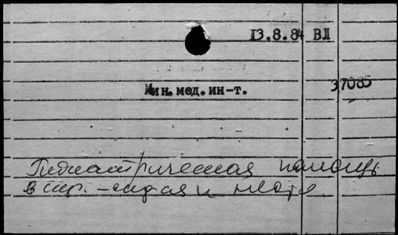 13.8.84 ВЛ
Мин. мед. ин-т.
37085
Педиатрическая помощь
в